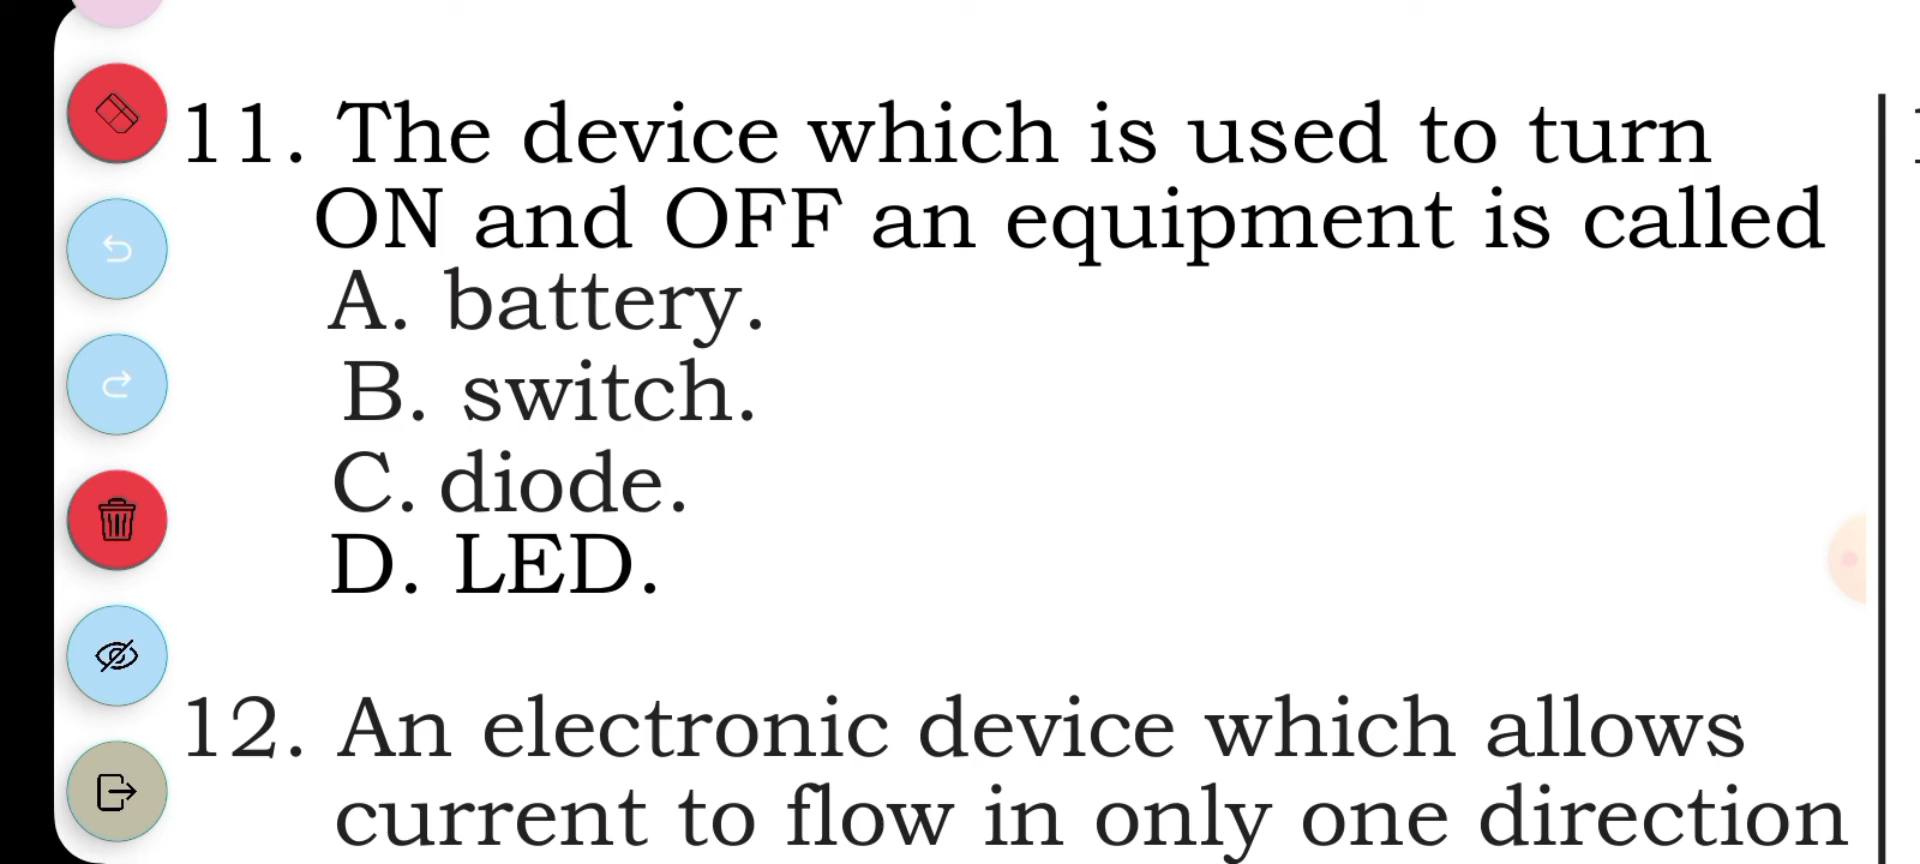 11. The device which is used to turn
ON and OFF an equipment is called
A. battery.
B. switch.
C. diode.
D. LED.
12. An electronic device which allows
current to flow in only one direction